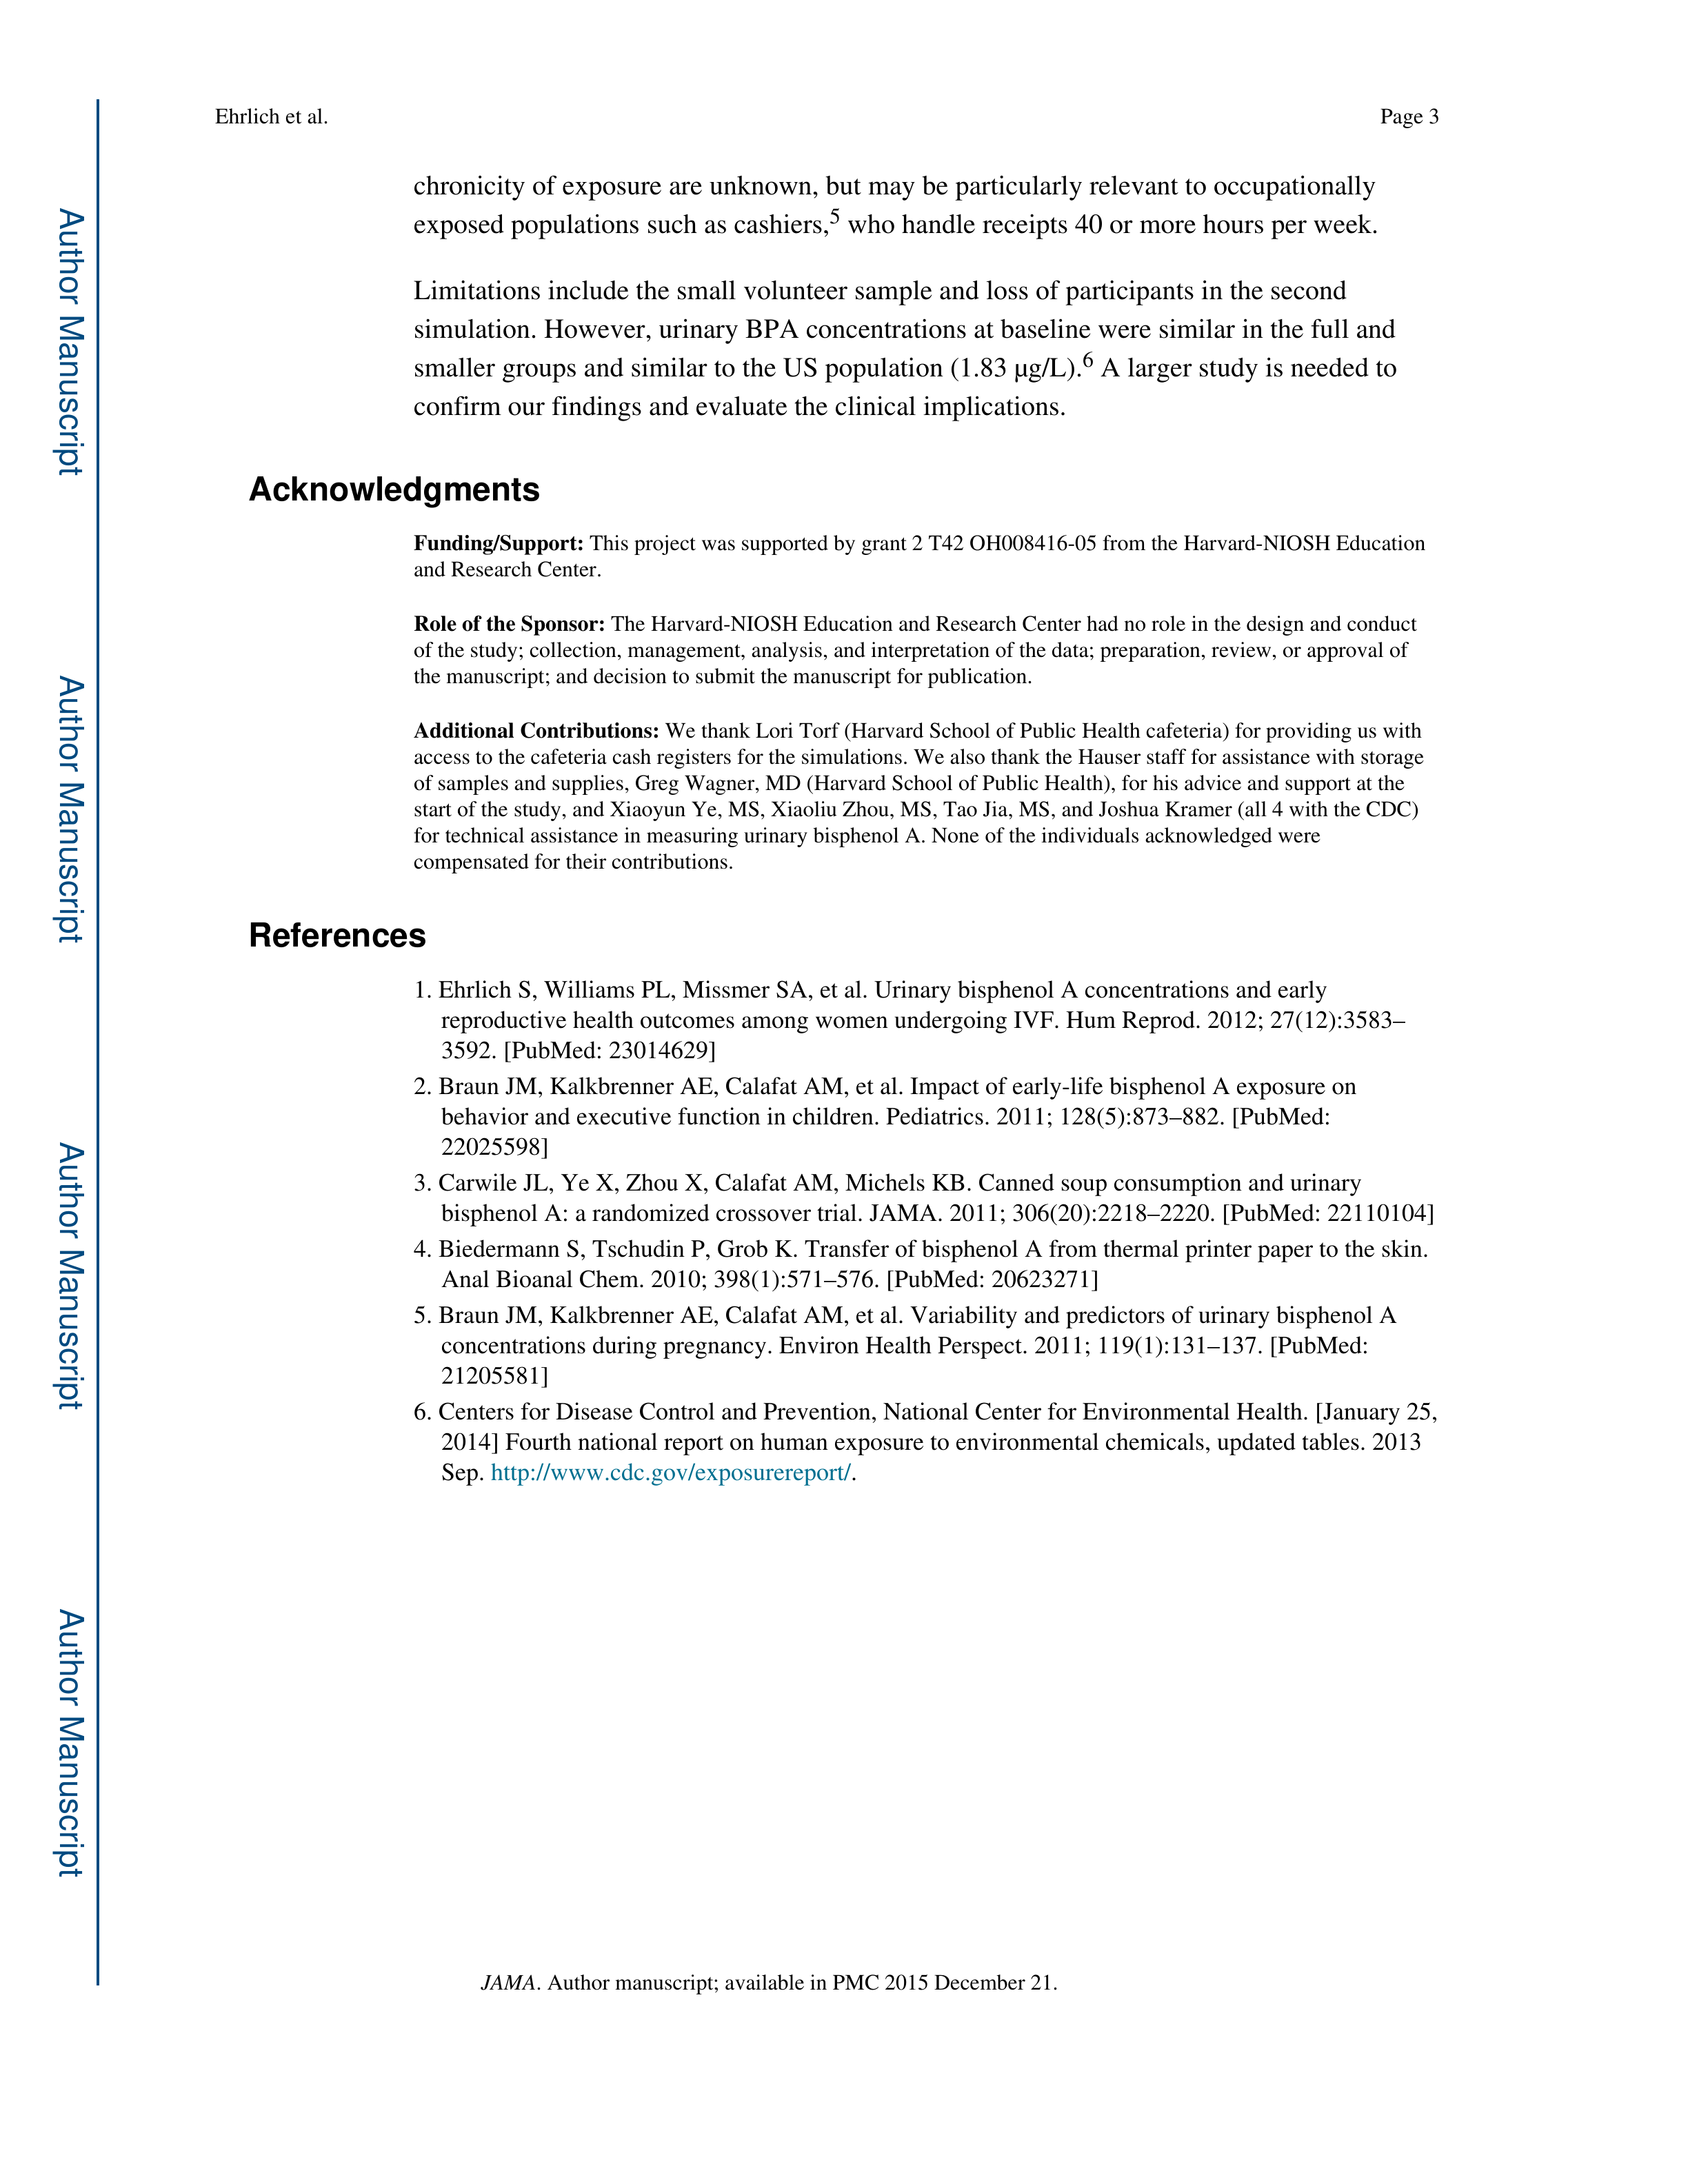 Ehrlich et al.
Page 3
chronicity of exposure are unknown, but may be particularly relevant to occupationally
exposed populations such as cashiers,5 who handle receipts 40 or more hours per week.
Limitations include the small volunteer sample and loss of participants in the second
simulation. However, urinary BPA concentrations at baseline were similar in the full and
smaller groups and similar to the US population (1.83 μg/L).6 A larger study is needed to
confirm our findings and evaluate the clinical implications.
Acknowledgments
Funding/Support: This project was supported by grant 2 T42 OH008416-05 from the Harvard-NIOSH Education
and Research Center.
Role of the Sponsor: The Harvard-NIOSH Education and Research Center had no role in the design and conduct
of the study; collection, management, analysis, and interpretation of the data; preparation, review, or approval of
the manuscript; and decision to submit the manuscript for publication.
Additional Contributions: We thank Lori Torf (Harvard School of Public Health cafeteria) for providing us with
access to the cafeteria cash registers for the simulations. We also thank the Hauser staff for assistance with storage
of samples and supplies, Greg Wagner, MD (Harvard School of Public Health), for his advice and support at the
start of the study, and Xiaoyun Ye, MS, Xiaoliu Zhou, MS, Tao Jia, MS, and Joshua Kramer (all 4 with the CDC)
for technical assistance in measuring urinary bisphenol A. None of the individuals acknowledged were
compensated for their contributions.
References
1. Ehrlich S, Williams PL, Missmer SA, et al. Urinary bisphenol A concentrations and early
reproductive health outcomes among women undergoing IVF. Hum Reprod. 2012; 27(12):3583–
3592. [PubMed: 23014629]
2. Braun JM, Kalkbrenner AE, Calafat AM, et al. Impact of early-life bisphenol A exposure on
behavior and executive function in children. Pediatrics. 2011; 128(5):873–882. [PubMed:
22025598]
3. Carwile JL, Ye X, Zhou X, Calafat AM, Michels KB. Canned soup consumption and urinary
bisphenol A: a randomized crossover trial. JAMA. 2011; 306(20):2218–2220. [PubMed: 22110104]
4. Biedermann S, Tschudin P, Grob K. Transfer of bisphenol A from thermal printer paper to the skin.
Anal Bioanal Chem. 2010; 398(1):571–576. [PubMed: 20623271]
5. Braun JM, Kalkbrenner AE, Calafat AM, et al. Variability and predictors of urinary bisphenol A
concentrations during pregnancy. Environ Health Perspect. 2011; 119(1):131–137. [PubMed:
21205581]
6. Centers for Disease Control and Prevention, National Center for Environmental Health. [January 25,
2014] Fourth national report on human exposure to environmental chemicals, updated tables. 2013
Sep. http://www.cdc.gov/exposurereport/.
JAMA. Author manuscript; available in PMC 2015 December 21.
Author Manuscript
Author Manuscript
Author Manuscript
Author Manuscript